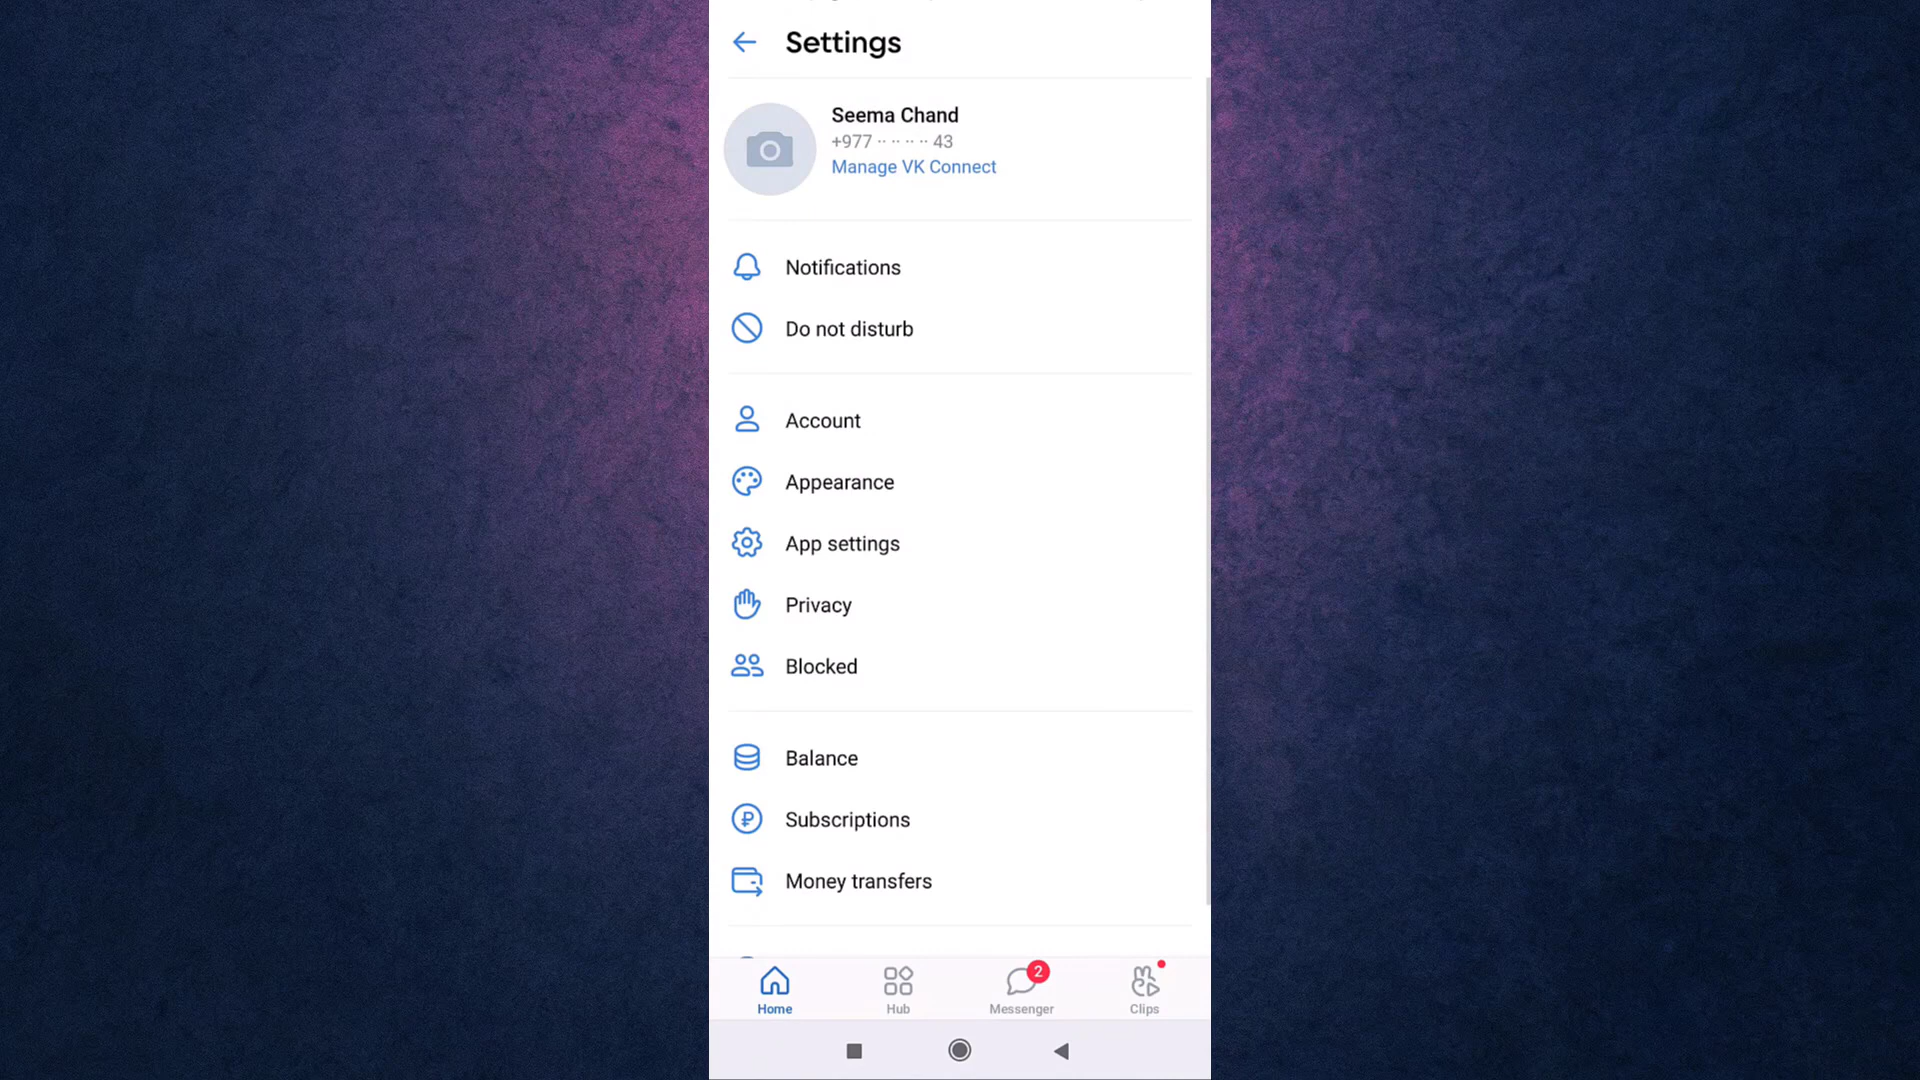 Settings
Seema Chand
+977 ·· ·· ·· ·· 43
Manage VK Connect
Notifications
Do not disturb
Account
Appearance
App settings
Privacy
Blocked
Balance
Subscriptions
Money transfers
2
Home
Hub
Messenger
Clips